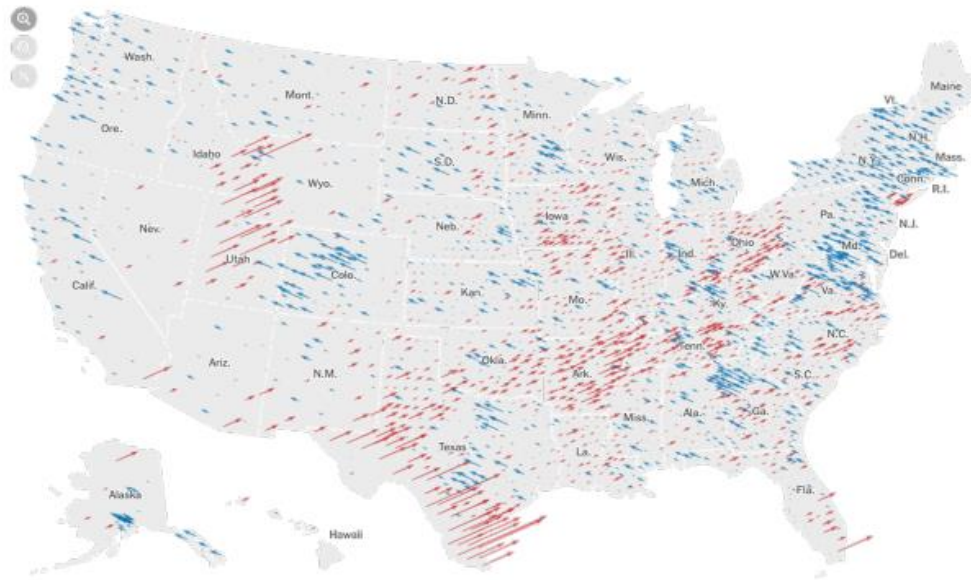 Wash.
Maine
Mont.
Vt.
N.D.
Minn.
Ore.
N.H.
Idaho
Wis.
N.Y.
Mass.
S.D.
Mich.
Conn.
Wyo.
R.I.
Iowa
Pa.
N.J.
Nev.
Neb.
Ohio
Md.
Utah
Ill.
Ind.
Del.
Colo.
W.Va.
Calif.
Kan.
Va.
Mo.
Ky.
N.C.
Tenn.
Ariz.
N.M.
Okla.
Ark.
S.C.
Miss.
Ala.
Ga.
Texas
La.
Fla.
Alaska
Hawaii